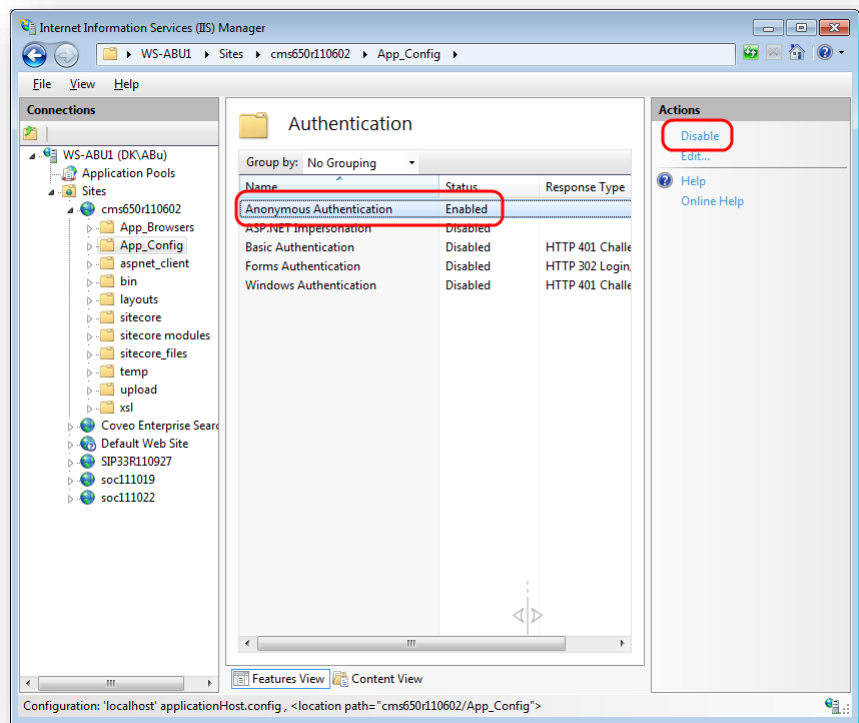 Internet Information Services (IIS) Manager
WS-ABU1 Sites cms650r110602 App_Config
File View Help
Connections
WS-ABU1 (DK\ABu)
Application Pools
Sites
cms650r110602
App_Browsers
App_Config
aspnet_client
bin
layouts
sitecore
sitecore modules
sitecore_files
temp
upload
xsl
Coveo Enterprise Searc
Default Web Site
SIP33R110927
soc111019
soc111022
Authentication
Group by: No Grouping
Name Status Response Type
Anonymous Authentication Enabled
ASP.NET Impersonation Disabled
Basic Authentication Disabled HTTP 401 Challe
Forms Authentication Disabled HTTP 302 Login,
Windows Authentication Disabled HTTP 401 Challe
Features View Content View
Actions
Disable
Edit...
Help
Online Help
Configuration: 'localhost' applicationHost.config , <location path="cms650r110602/App_Config">